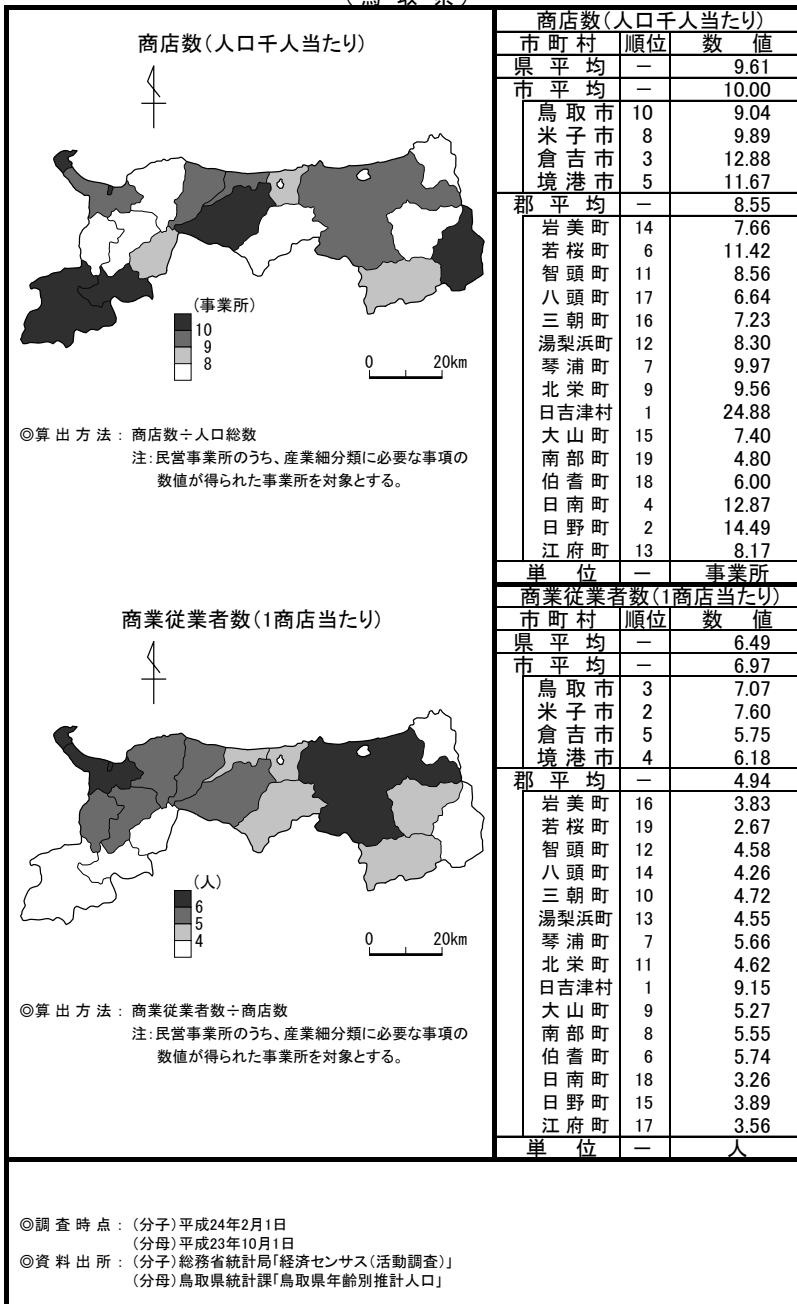 (鳥 取 県)
商店数(人口千人当たり)
(事業所)
10
9
8
0 20km
◎算 出 方 法 : 商店数÷人口総数
注:民営事業所のうち、産業細分類に必要な事項の
数値が得られた事業所を対象とする。
商店数(人口千人当たり)
市 町 村 順位 数 値
県 平 均 － 9.61
市 平 均 － 10.00
鳥 取 市 10 9.04
米 子 市 8 9.89
倉 吉 市 3 12.88
境 港 市 5 11.67
郡 平 均 － 8.55
岩 美 町 14 7.66
若 桜 町 6 11.42
智 頭 町 11 8.56
八 頭 町 17 6.64
三 朝 町 16 7.23
湯梨浜町 12 8.30
琴 浦 町 7 9.97
北 栄 町 9 9.56
日吉津村 1 24.88
大 山 町 15 7.40
南 部 町 19 4.80
伯 耆 町 18 6.00
日 南 町 4 12.87
日 野 町 2 14.49
江 府 町 13 8.17
単 位 － 事業所
商業従業者数(1商店当たり)
(人)
6
5
4
0 20km
◎算 出 方 法 : 商業従業者数÷商店数
注:民営事業所のうち、産業細分類に必要な事項の
数値が得られた事業所を対象とする。
商業従業者数(1商店当たり)
市 町 村 順位 数 値
県 平 均 － 6.49
市 平 均 － 6.97
鳥 取 市 3 7.07
米 子 市 2 7.60
倉 吉 市 5 5.75
境 港 市 4 6.18
郡 平 均 － 4.94
岩 美 町 16 3.83
若 桜 町 19 2.67
智 頭 町 12 4.58
八 頭 町 14 4.26
三 朝 町 10 4.72
湯梨浜町 13 4.55
琴 浦 町 7 5.66
北 栄 町 11 4.62
日吉津村 1 9.15
大 山 町 9 5.27
南 部 町 8 5.55
伯 耆 町 6 5.74
日 南 町 18 3.26
日 野 町 15 3.89
江 府 町 17 3.56
単 位 － 人
◎調 査 時 点 : (分子)平成24年2月1日
(分母)平成23年10月1日
◎資 料 出 所 : (分子)総務省統計局「経済センサス(活動調査)」
(分母)鳥取県統計課「鳥取県年齢別推計人口」